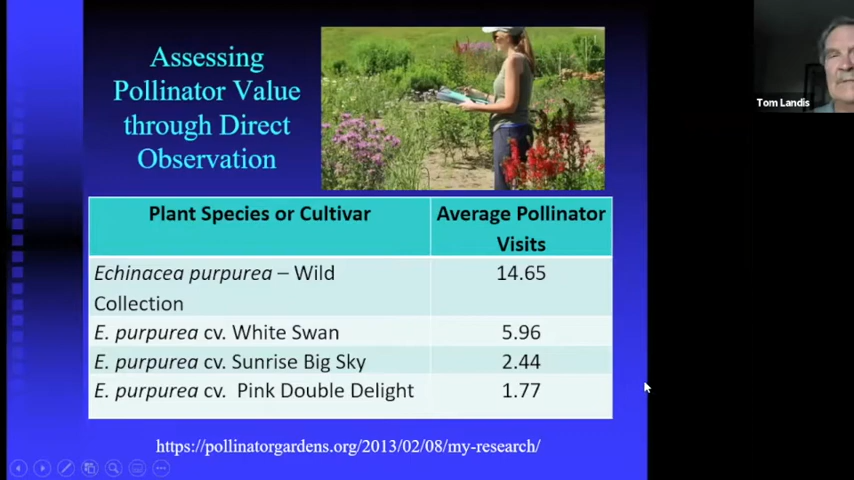 Assessing
Pollinator Value
through Direct
Observation
Tom Landis
Plant Species or Cultivar
Average Pollinator
Visits
Echinacea purpurea – Wild
Collection
14.65
E. purpurea cv. White Swan
5.96
E. purpurea cv. Sunrise Big Sky
2.44
E. purpurea cv. Pink Double Delight
1.77
https://pollinatorgardens.org/2013/02/08/my-research/